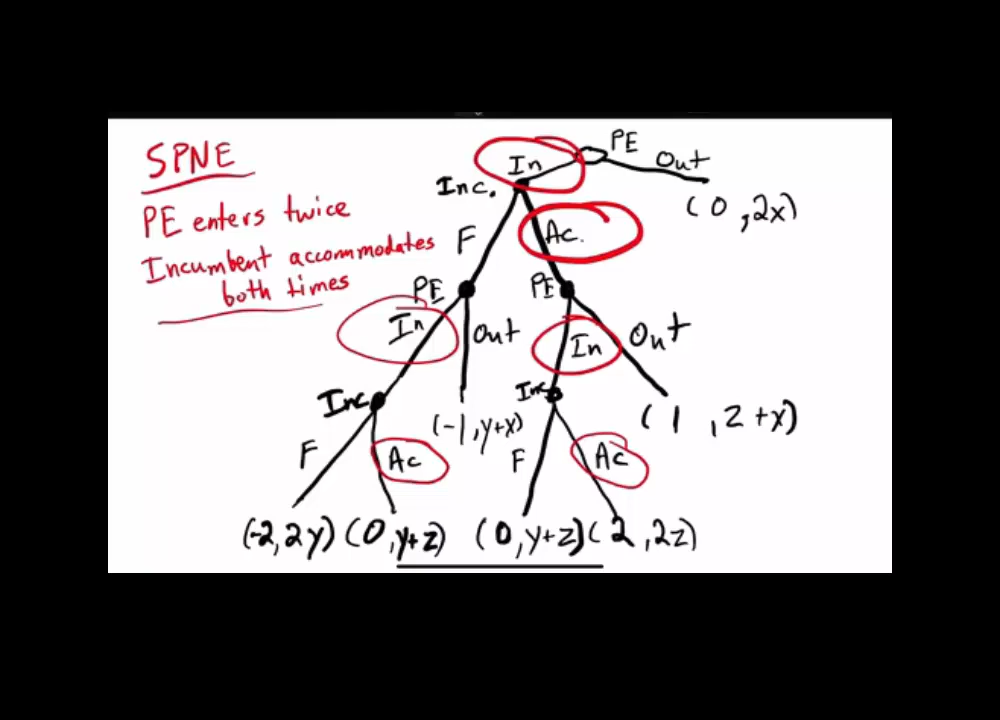 SPNE
PE enters twice
Incumbent accommodates
both times
PE
In
Out
Inc.
(0,2x)
F
Ac.
PE
PE
In
Out
In
Out
Inc
Inc
(-1,y+x)
(1,z+x)
F
Ac
F
Ac
(-2,2y) (0,y+z) (0,y+z) (2,2z)